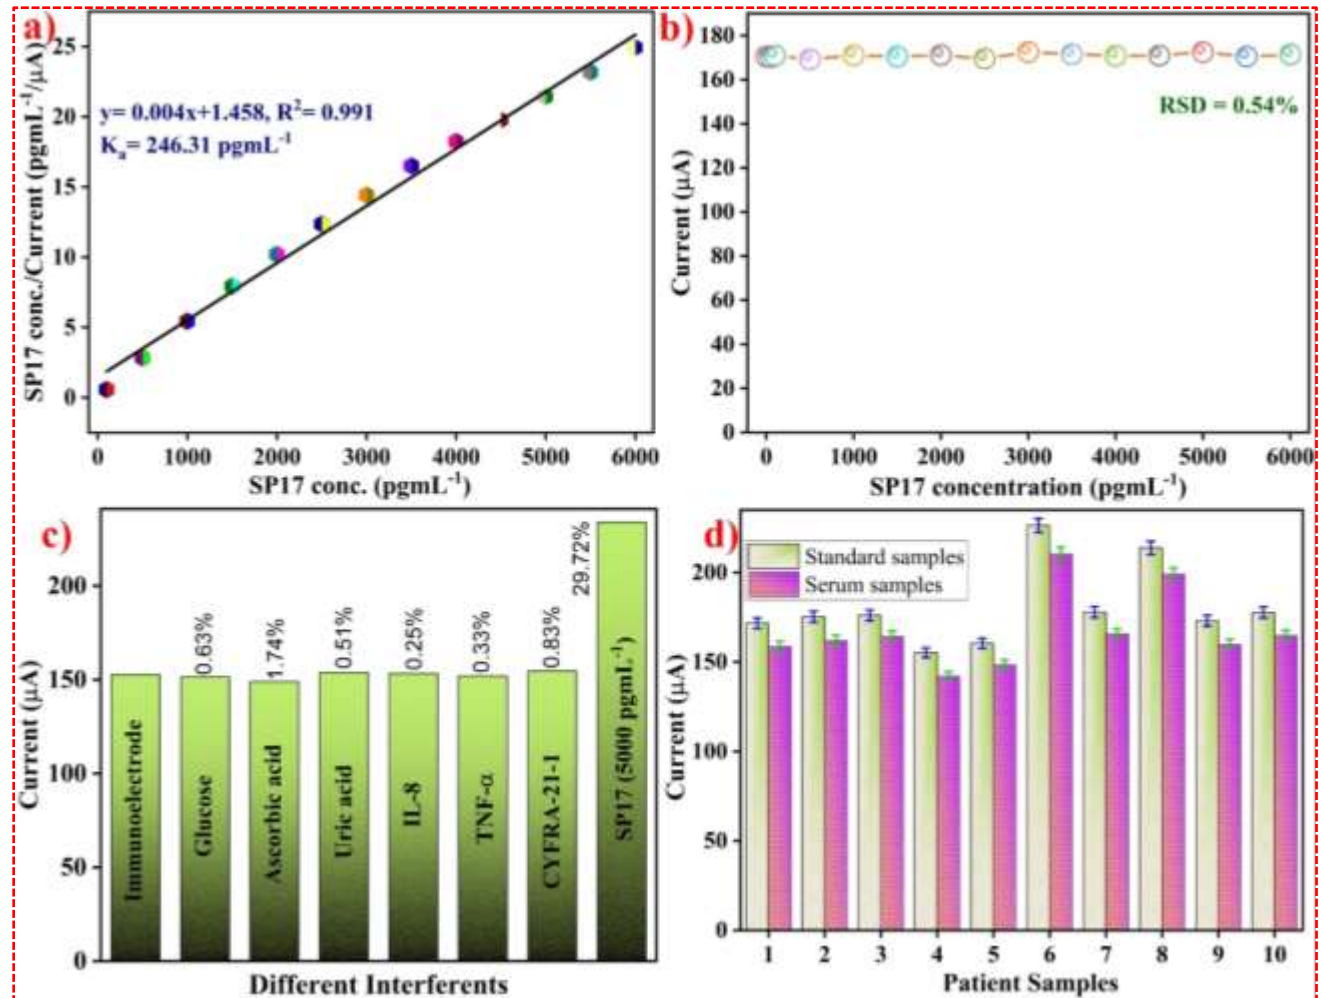 a)
y= 0.004x+1.458, R²= 0.991
Kₐ= 246.31 pgmL⁻¹
SP17 conc./Current (pgmL⁻¹/μA)
25
20
15
10
5
0
0 1000 2000 3000 4000 5000 6000
SP17 conc. (pgmL⁻¹)
b)
RSD = 0.54%
Current (μA)
180
160
140
120
100
80
60
40
20
0
0 1000 2000 3000 4000 5000 6000
SP17 concentration (pgmL⁻¹)
c)
Current (μA)
200
150
100
50
0
Immunoelectrode
Glucose
0.63%
Ascorbic acid
1.74%
Uric acid
0.51%
IL-8
0.25%
TNF-α
0.33%
CYFRA-21-1
0.83%
SP17 (5000 pgmL⁻¹)
29.72%
Different Interferents
d)
Standard samples
Serum samples
Current (μA)
200
150
100
50
0
1 2 3 4 5 6 7 8 9 10
Patient Samples